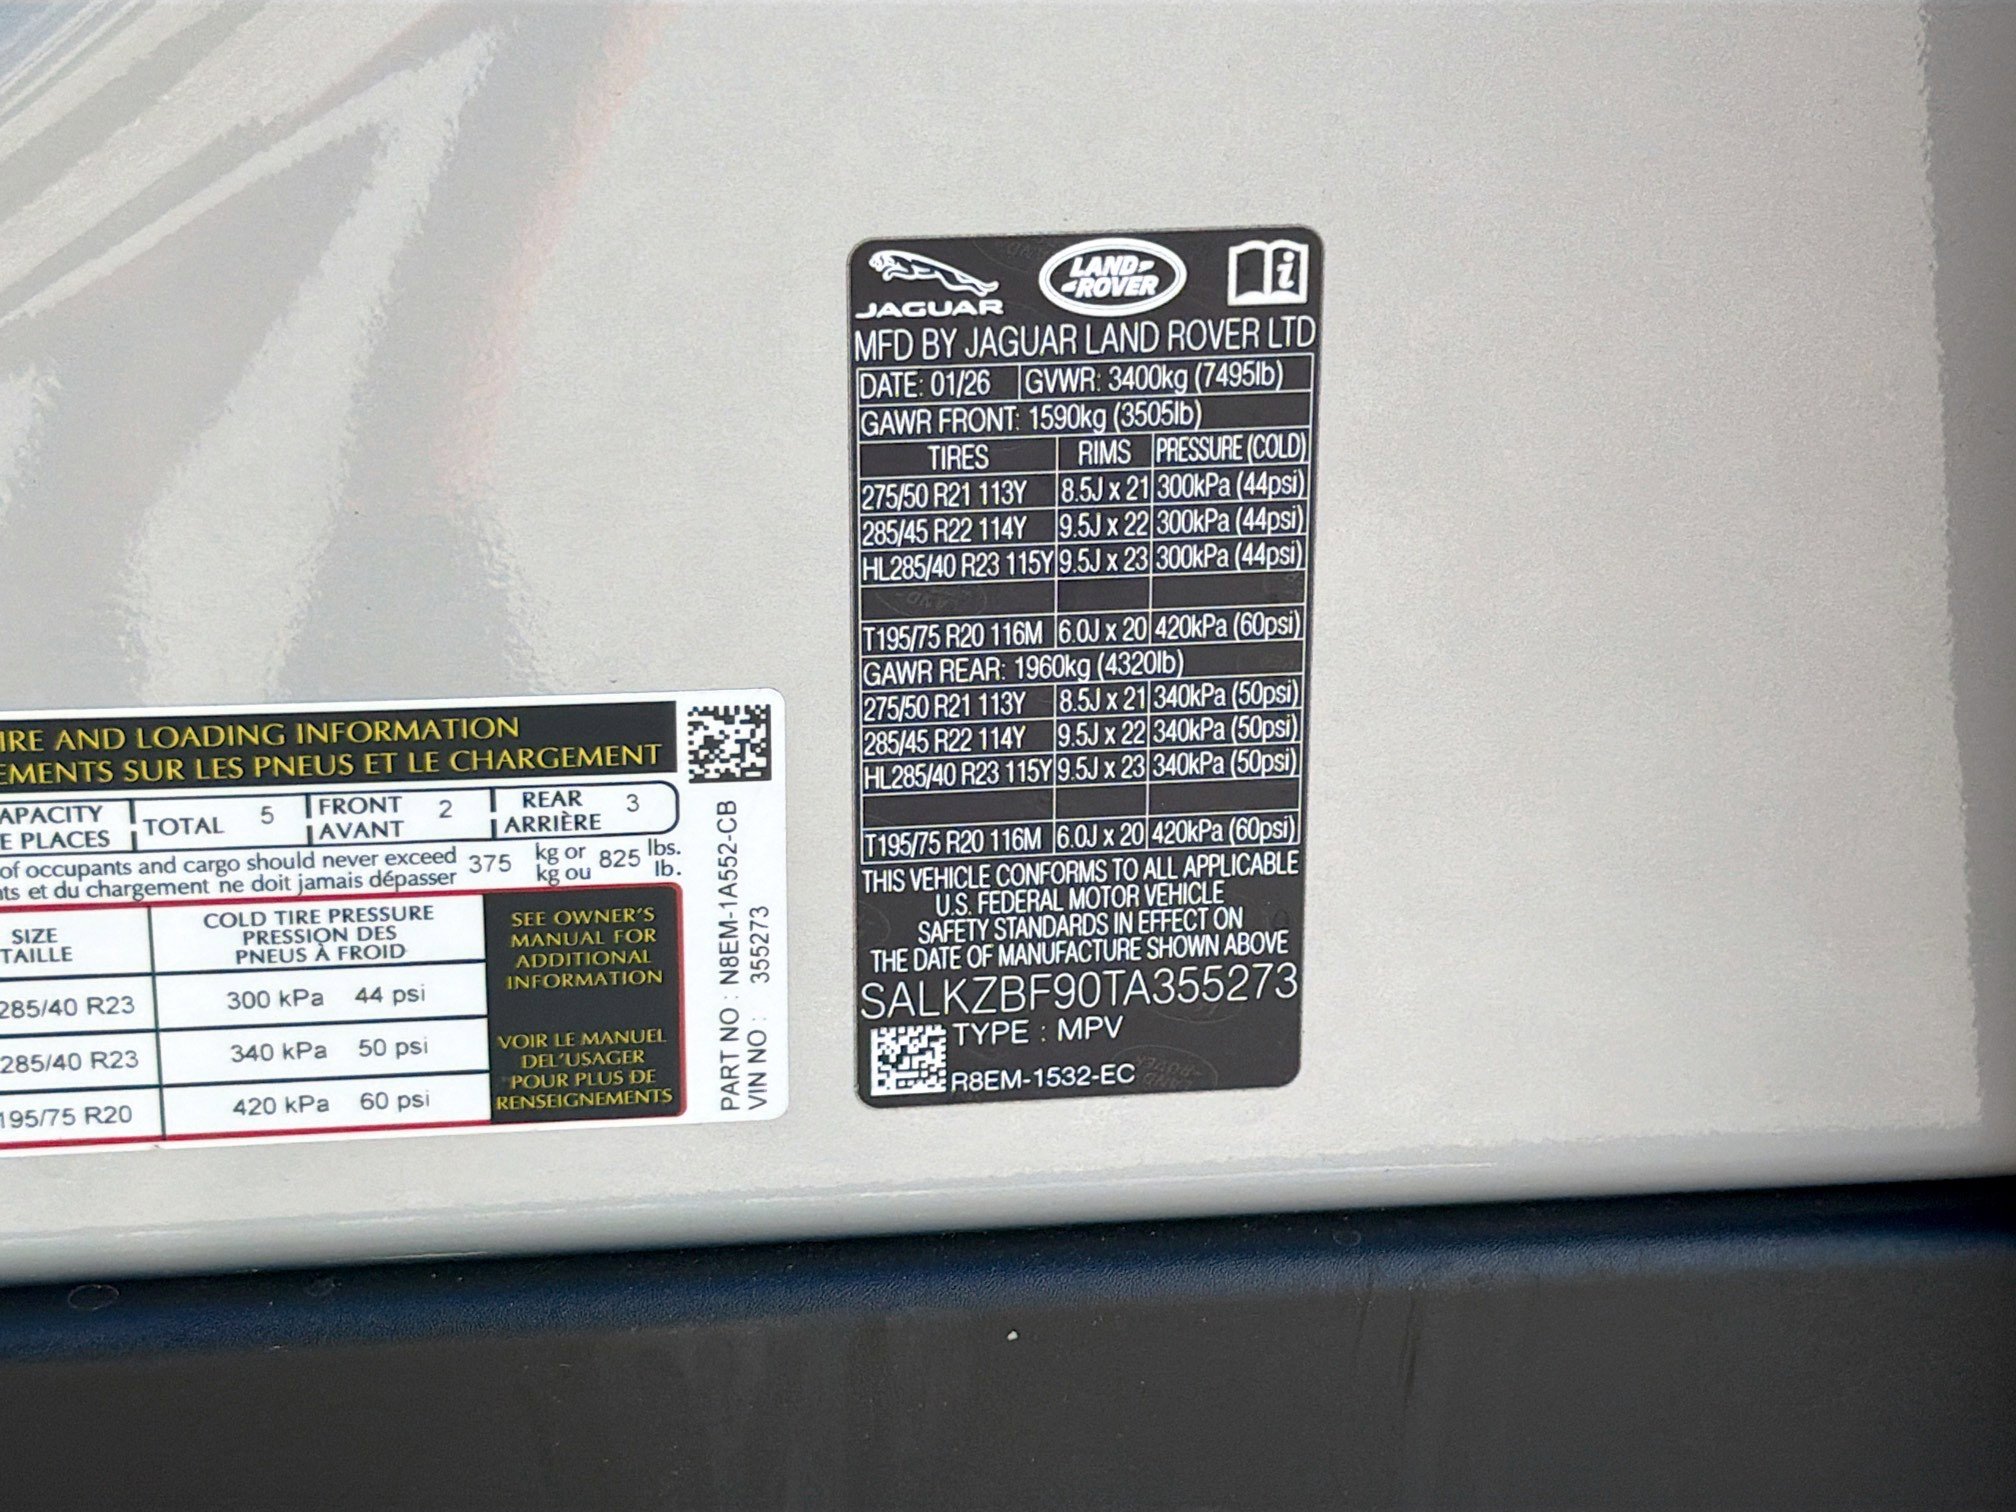 IRE AND LOADING INFORMATION
EMENTS SUR LES PNEUS ET LE CHARGEMENT
APACITY
E PLACES
TOTAL 5
FRONT
AVANT
2
REAR
ARRIÈRE
3
of occupants and cargo should never exceed
ts et du chargement ne doit jamais dépasser
375
kg or
kg ou
825
lbs.
lb.
SIZE
TAILLE
COLD TIRE PRESSURE
PRESSION DES
PNEUS À FROID
285/40 R23 300 kPa 44 psi
285/40 R23 340 kPa 50 psi
195/75 R20 420 kPa 60 psi
SEE OWNER'S
MANUAL FOR
ADDITIONAL
INFORMATION
VOIR LE MANUEL
DEL'USAGER
POUR PLUS DE
RENSEIGNEMENTS
PART NO : N8EM-1A552-CB
VIN NO : 355273
JAGUAR
LAND
ROVER
i
MFD BY JAGUAR LAND ROVER LTD
DATE: 01/26 GVWR: 3400kg (7495lb)
GAWR FRONT: 1590kg (3505lb)
TIRES RIMS PRESSURE (COLD)
275/50 R21 113Y 8.5J x 21 300kPa (44psi)
285/45 R22 114Y 9.5J x 22 300kPa (44psi)
HL285/40 R23 115Y 9.5J x 23 300kPa (44psi)
T195/75 R20 116M 6.0J x 20 420kPa (60psi)
GAWR REAR: 1960kg (4320lb)
275/50 R21 113Y 8.5J x 21 340kPa (50psi)
285/45 R22 114Y 9.5J x 22 340kPa (50psi)
HL285/40 R23 115Y 9.5J x 23 340kPa (50psi)
T195/75 R20 116M 6.0J x 20 420kPa (60psi)
THIS VEHICLE CONFORMS TO ALL APPLICABLE
U.S. FEDERAL MOTOR VEHICLE
SAFETY STANDARDS IN EFFECT ON
THE DATE OF MANUFACTURE SHOWN ABOVE
SALKZBF90TA355273
TYPE : MPV
R8EM-1532-EC